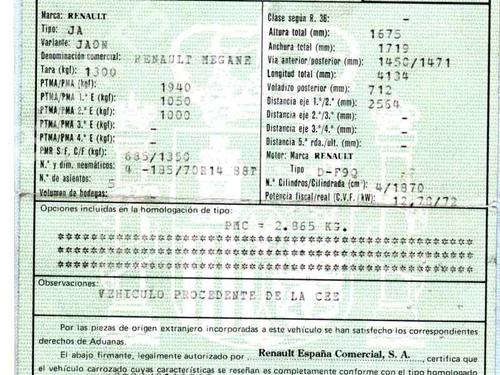 Marca: RENAULT
Tipo: JA
Variante: JAON
Denominación comercial: RENAULT MEGANE
Tara (kgf): 1300
PTMA/PMA (kgf): 1940
PTMA/PMA 1.° E (kgf): 1050
PTMA/PMA 2.° E (kgf): 1000
PTMA/PMA 3.° E (kgf): –
PTMA/PMA 4.° E (kgf): –
PMR S/F, C/F (kgf): 685/1350
N.° y dim. neumáticos: 4 -185/70R14 88T
N.° de asientos: 5
Volumen de bodegas: –
Clase según R. 36: –
Altura total (mm): 1675
Anchura total (mm): 1719
Vía anterior/posterior (mm): 1450/1471
Longitud total (mm): 4134
Voladizo posterior (mm): 712
Distancia eje 1.°/2.° (mm): 2564
Distancia eje 2.°/3.° (mm): –
Distancia eje 3.°/4.° (mm): –
Distancia 5.° rda./ult. (mm): –
Motor: Marca RENAULT
Tipo D-F9Q
N.° Cilindros/Cilindrada (cm³): 4/1870
Potencia fiscal/real (C.V.F. / kW): 12,78/72
Opciones incluidas en la homologación de tipo:
PMC = 2.865 KG.
Observaciones:
VEHICULO PROCEDENTE DE LA CEE
Por las piezas de origen extranjero incorporadas a este vehículo se han satisfecho los correspondientes
derechos de Aduanas.
El abajo firmante, legalmente autorizado por Renault España Comercial, S. A., certifica que
el vehículo carrozado cuyas características se reseñan es completamente conforme con el tipo homologado